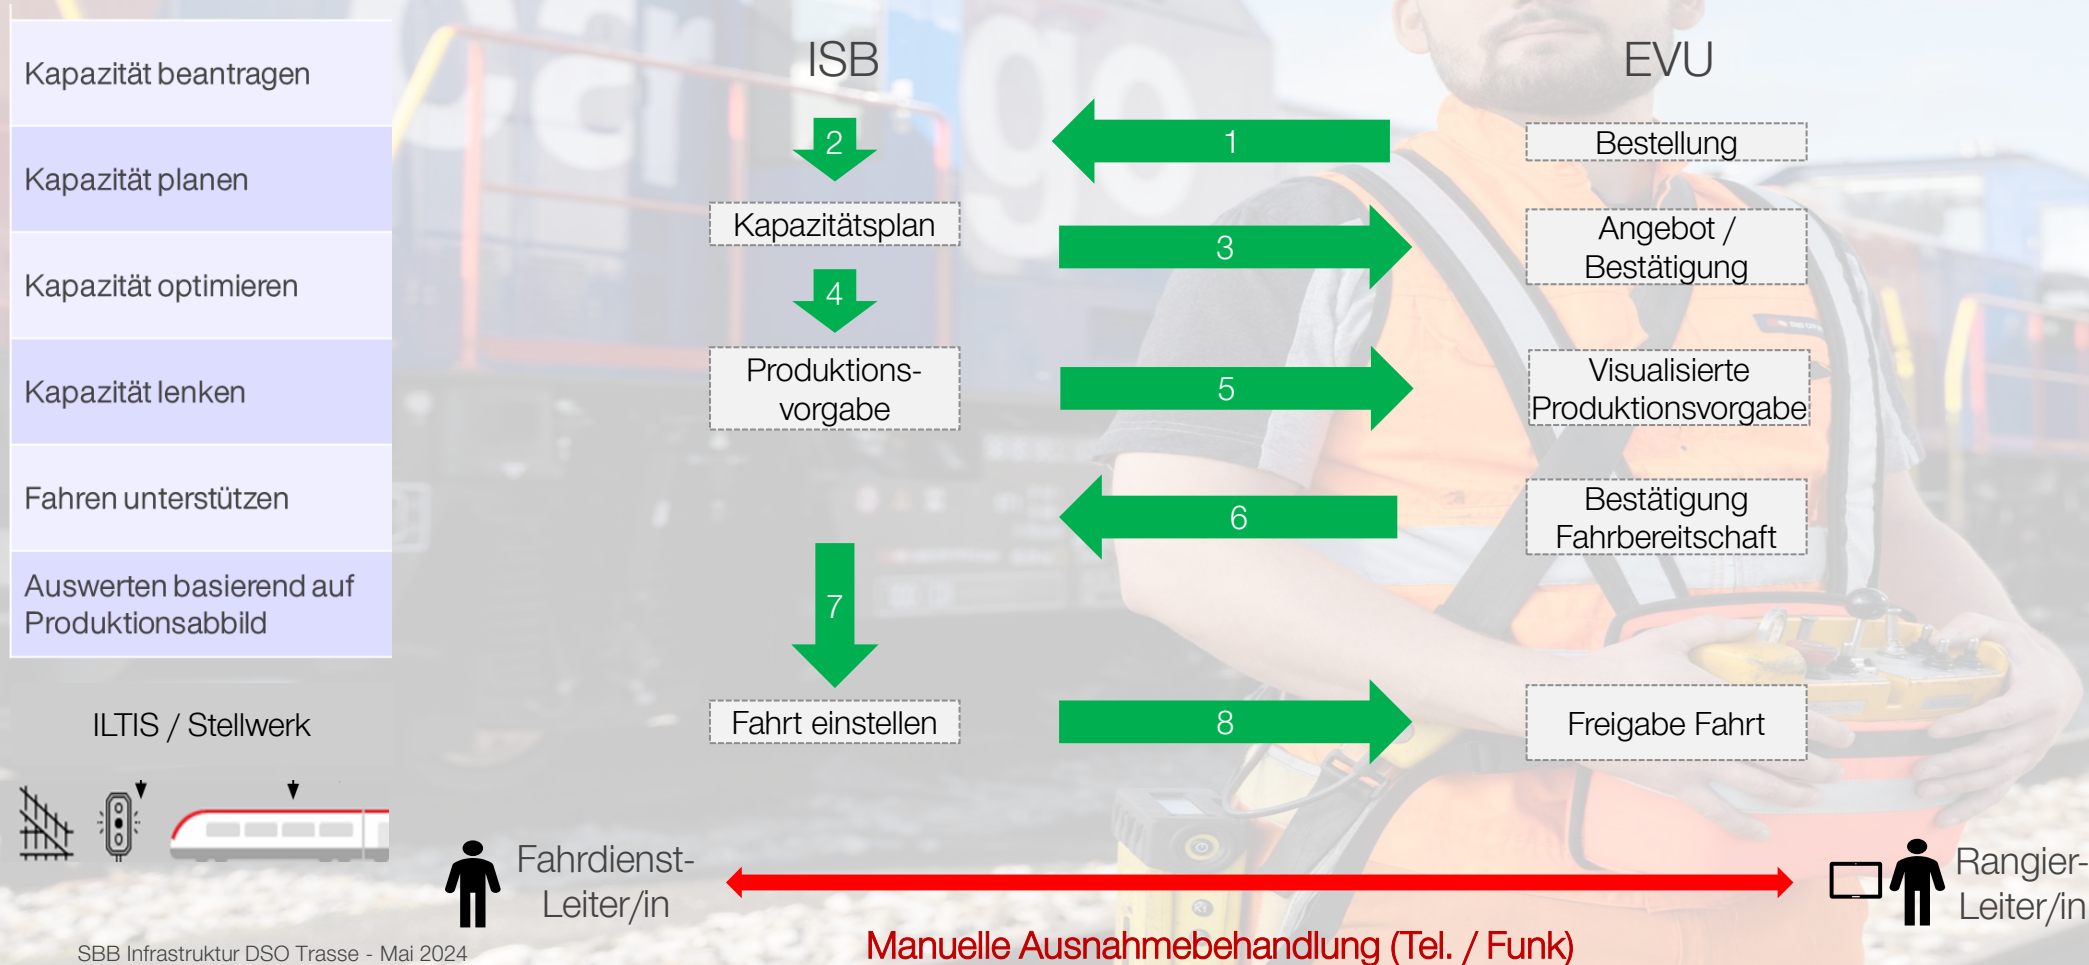 Kapazität beantragen
Kapazität planen
Kapazität optimieren
Kapazität lenken
Fahren unterstützen
Auswerten basierend auf
Produktionsabbild
ILTIS / Stellwerk
Cargo
ISB
EVU
1
Bestellung
2
Kapazitätsplan
3
Angebot /
Bestätigung
4
Produktions-
vorgabe
5
Visualisierte
Produktionsvorgabe
6
Bestätigung
Fahrbereitschaft
7
Fahrt einstellen
8
Freigabe Fahrt
Fahrdienst-
Leiter/in
Rangier-
Leiter/in
Manuelle Ausnahmebehandlung (Tel. / Funk)
SBB Infrastruktur DSO Trasse - Mai 2024